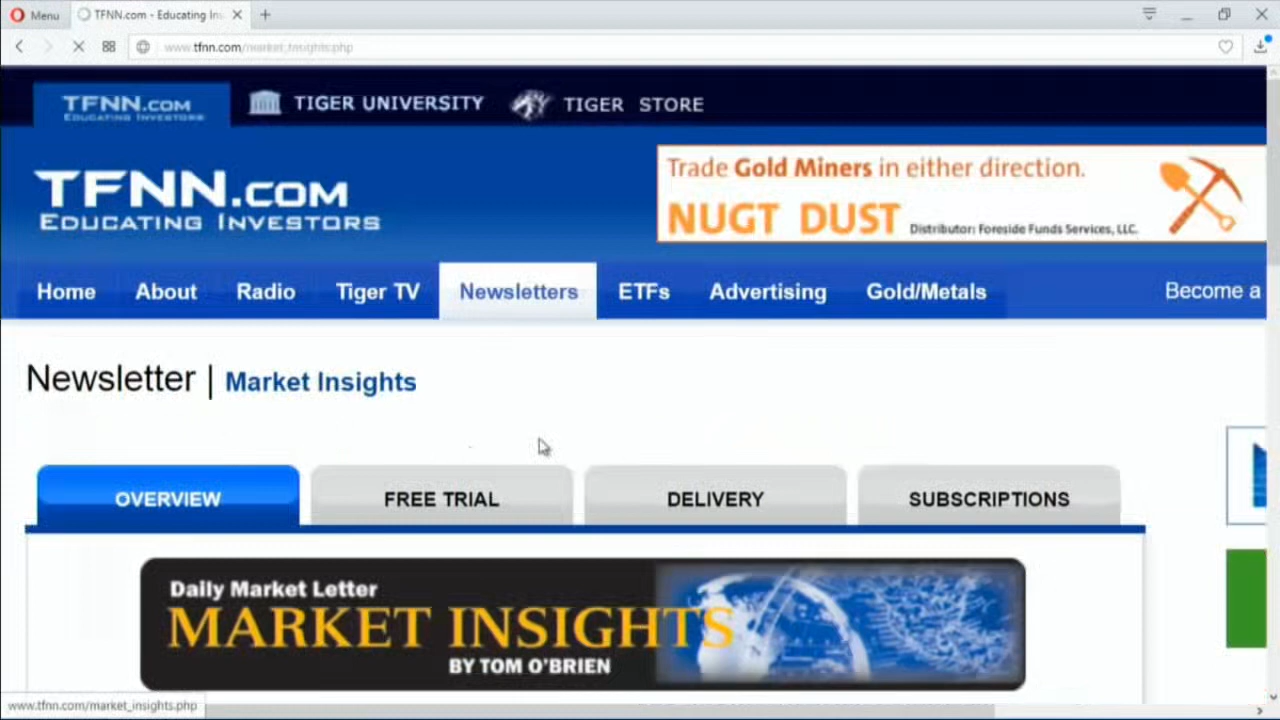 Menu
TFNN.com - Educating In
www.tfnn.com/market_insights.php
TFNN.COM
EDUCATING INVESTORS
TIGER UNIVERSITY
TIGER STORE
TFNN.COM
EDUCATING INVESTORS
Trade Gold Miners in either direction.
NUGT DUST Distributor: Foreside Funds Services, LLC.
Home About Radio Tiger TV Newsletters ETFs Advertising Gold/Metals Become a
Newsletter | Market Insights
OVERVIEW FREE TRIAL DELIVERY SUBSCRIPTIONS
Daily Market Letter
MARKET INSIGHTS
BY TOM O'BRIEN
www.tfnn.com/market_insights.php